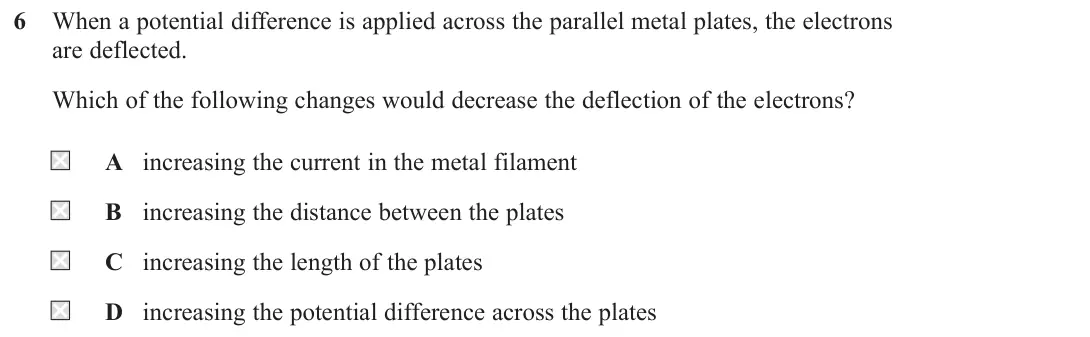 6 When a potential difference is applied across the parallel metal plates, the electrons
are deflected.
Which of the following changes would decrease the deflection of the electrons?
A increasing the current in the metal filament
B increasing the distance between the plates
C increasing the length of the plates
D increasing the potential difference across the plates